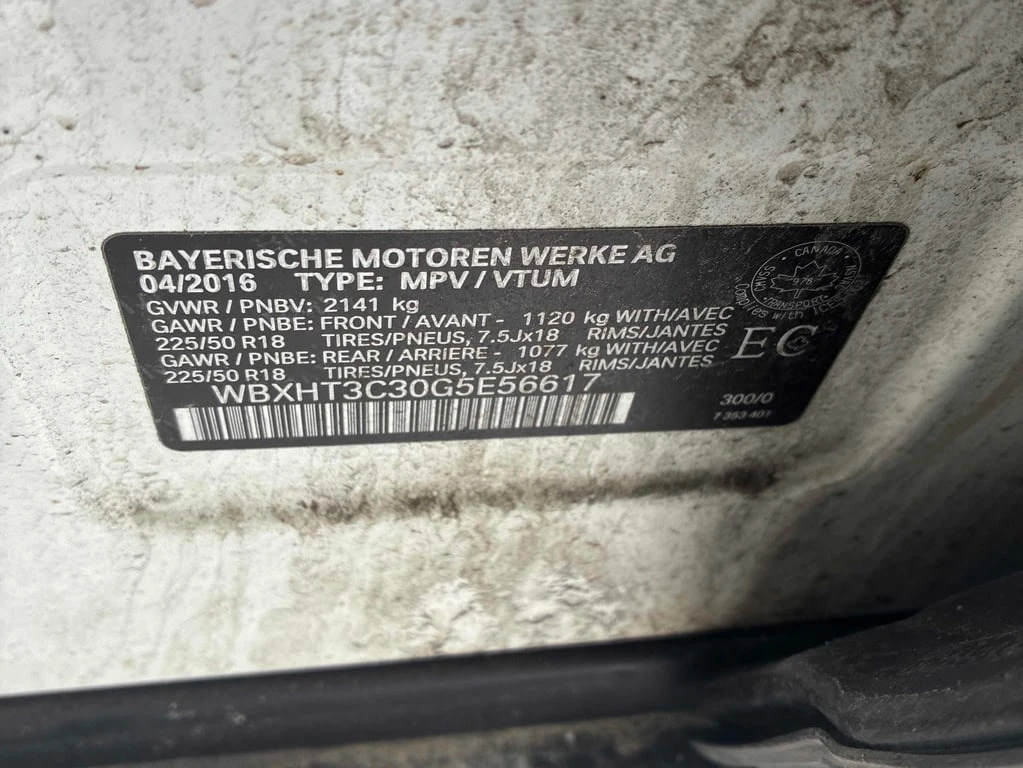 BAYERISCHE MOTOREN WERKE AG
04/2016 TYPE: MPV / VTUM
GVWR / PNBV: 2141 kg
GAWR / PNBE: FRONT / AVANT - 1120 kg WITH/AVEC
225/50 R18 TIRES/PNEUS, 7.5Jx18 RIMS/JANTES
GAWR / PNBE: REAR / ARRIERE - 1077 kg WITH/AVEC
225/50 R18 TIRES/PNEUS, 7.5Jx18 RIMS/JANTES
WBXHT3C30G5E56617
CANADA
TRANSPORT
EC
300/0
7 353 401